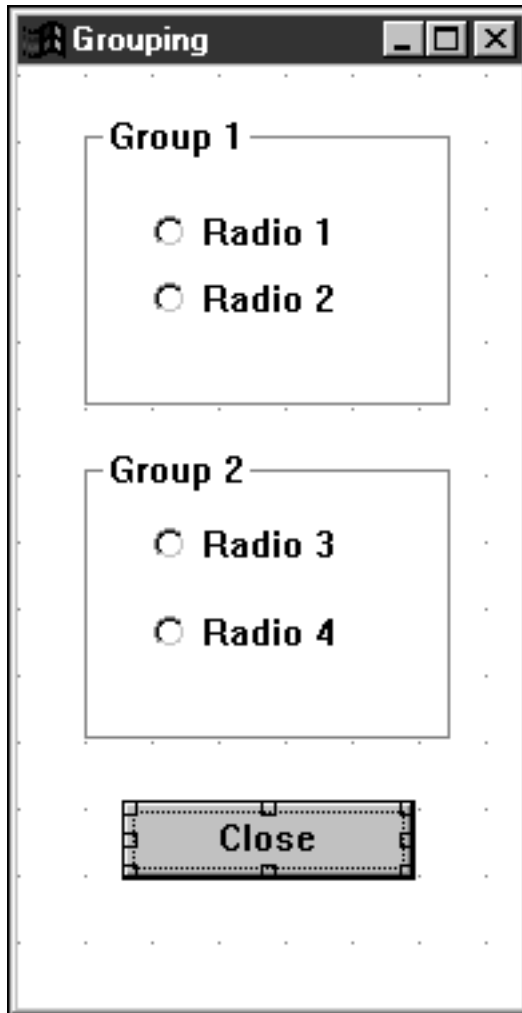 Grouping
Group 1
Radio 1
Radio 2
Group 2
Radio 3
Radio 4
Close